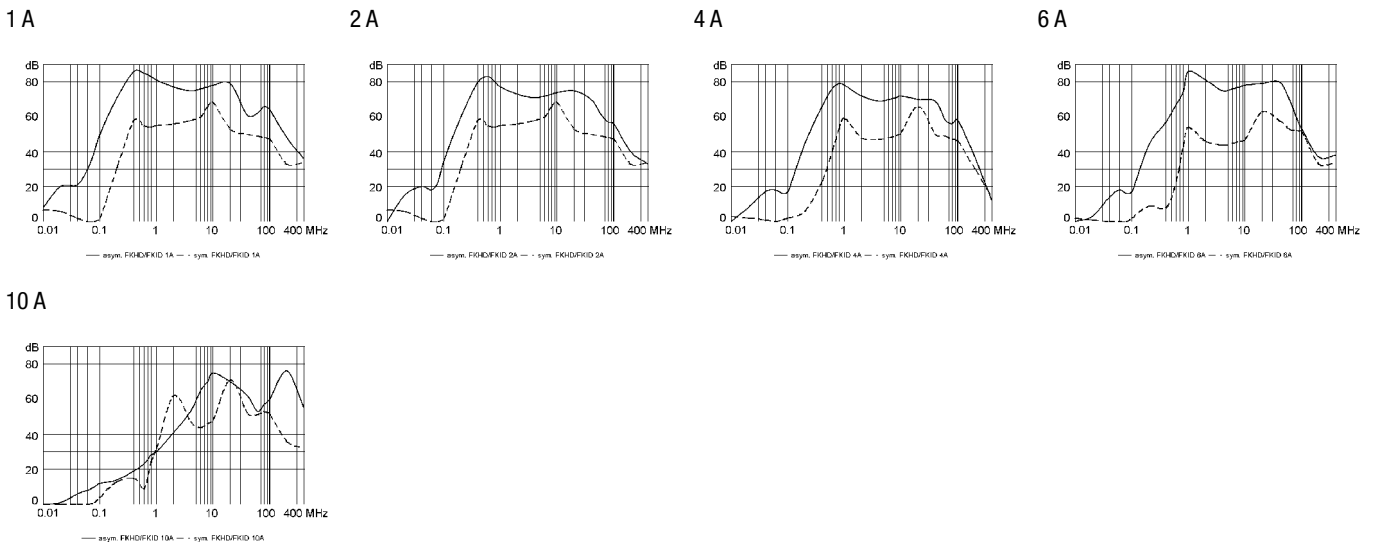 1 A
2 A
4 A
6 A
dB
80
60
40
20
0
0.01 0.1 1 10 100 400 MHz
asym. FKHD/FKID 1A sym. FKHD/FKID 1A
dB
80
60
40
20
0
0.01 0.1 1 10 100 400 MHz
asym. FKHD/FKID 2A sym. FKHD/FKID 2A
dB
80
60
40
20
0
0.01 0.1 1 10 100 400 MHz
asym. FKHD/FKID 4A sym. FKHD/FKID 4A
dB
80
60
40
20
0
0.01 0.1 1 10 100 400 MHz
asym. FKHD/FKID 6A sym. FKHD/FKID 6A
10 A
dB
80
60
40
20
0
0.01 0.1 1 10 100 400 MHz
asym. FKHD/FKID 10A sym. FKHD/FKID 10A